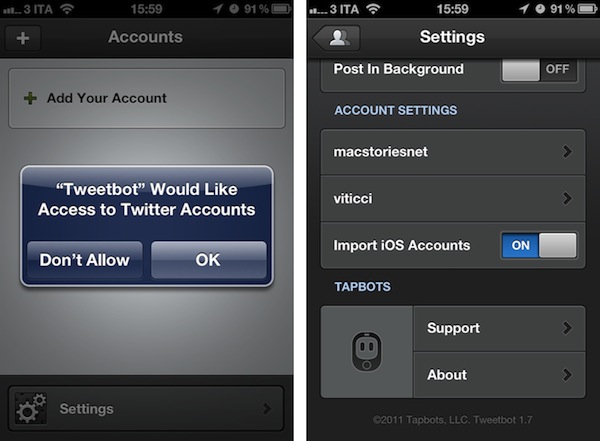 3 ITA 15:59 91 %
Accounts
Add Your Account
“Tweetbot” Would Like
Access to Twitter Accounts
Don’t Allow OK
Settings
3 ITA 15:59 91 %
Settings
Post In Background OFF
ACCOUNT SETTINGS
macstoriesnet
viticci
Import iOS Accounts ON
TAPBOTS
Support
About
©2011 Tapbots, LLC. Tweetbot 1.7